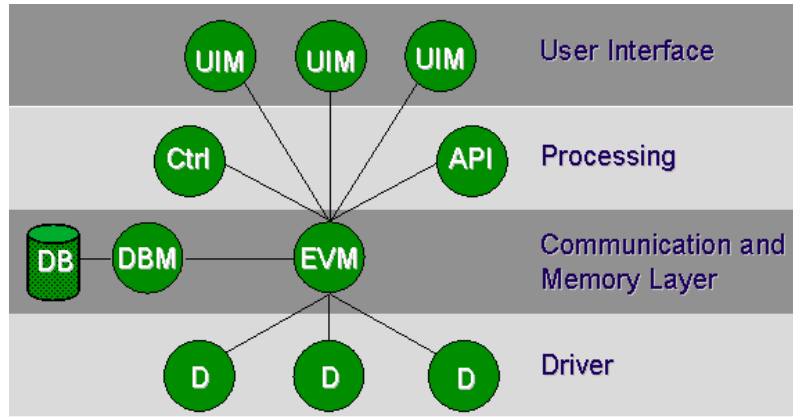 UIM UIM UIM User Interface
Ctrl API Processing
DB DBM EVM Communication and
Memory Layer
D D D Driver